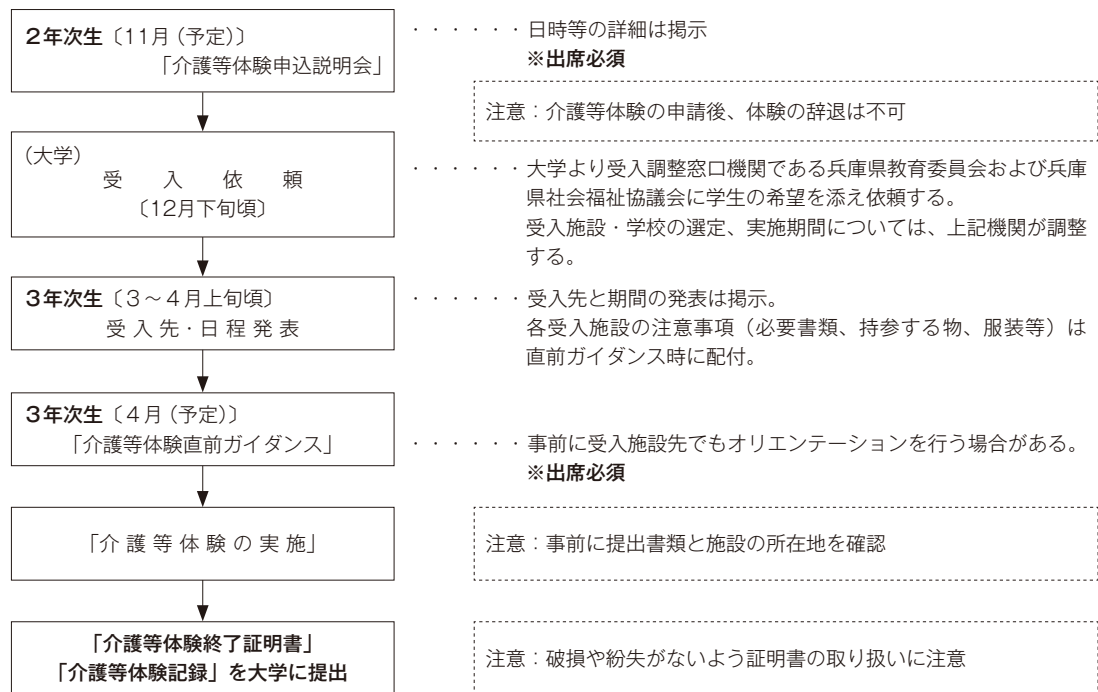 2年次生〔11月(予定)〕
「介護等体験申込説明会」
・・・・・・日時等の詳細は掲示
※出席必須
注意：介護等体験の申請後、体験の辞退は不可
(大学)
受　入　依　頼
〔12月下旬頃〕
・・・・・・大学より受入調整窓口機関である兵庫県教育委員会および兵庫
県社会福祉協議会に学生の希望を添え依頼する。
受入施設・学校の選定、実施期間については、上記機関が調整
する。
3年次生〔3～4月上旬頃〕
受入先・日程発表
・・・・・・受入先と期間の発表は掲示。
各受入施設の注意事項（必要書類、持参する物、服装等）は
直前ガイダンス時に配付。
3年次生〔4月(予定)〕
「介護等体験直前ガイダンス」
・・・・・・事前に受入施設先でもオリエンテーションを行う場合がある。
※出席必須
「介護等体験の実施」
注意：事前に提出書類と施設の所在地を確認
「介護等体験終了証明書」
「介護等体験記録」を大学に提出
注意：破損や紛失がないよう証明書の取り扱いに注意